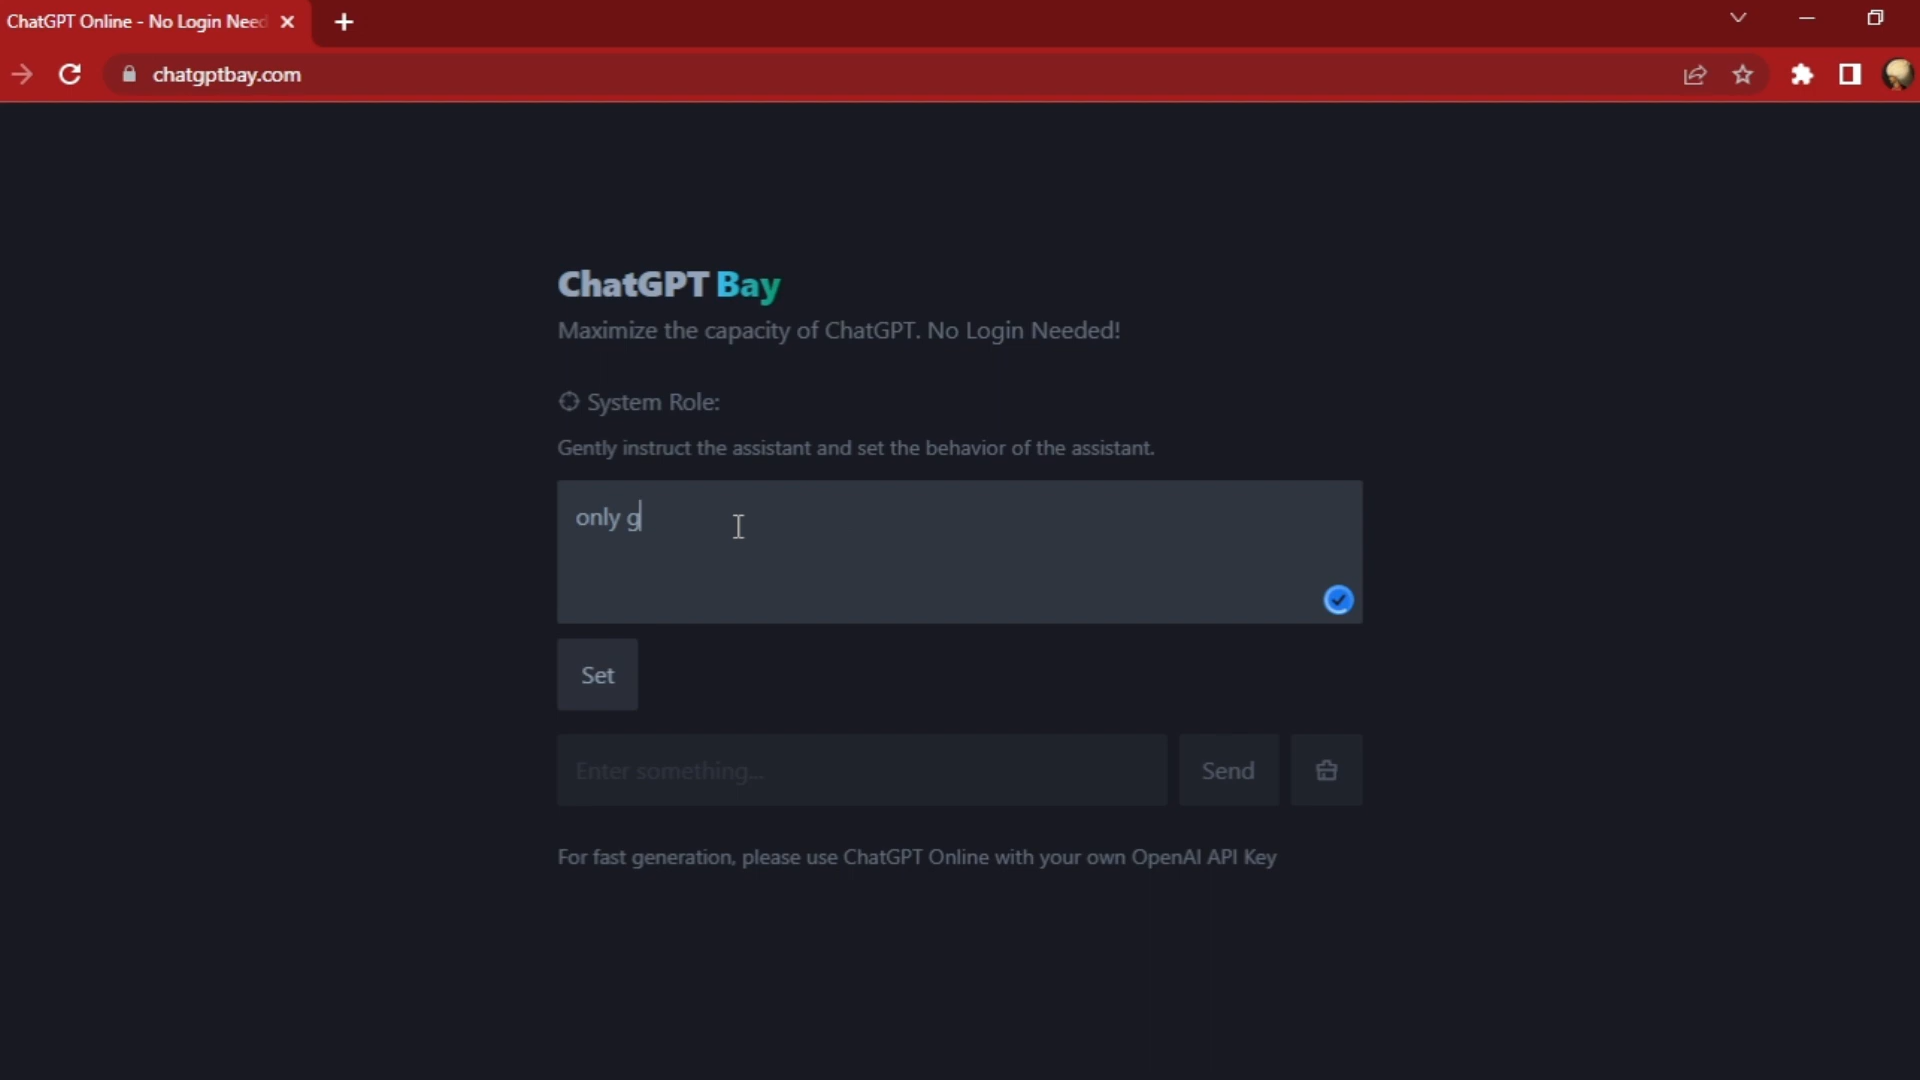 ChatGPT Online - No Login Need
chatgptbay.com
ChatGPT Bay
Maximize the capacity of ChatGPT. No Login Needed!
System Role:
Gently instruct the assistant and set the behavior of the assistant.
only g
Set
Enter something...
Send
For fast generation, please use ChatGPT Online with your own OpenAI API Key